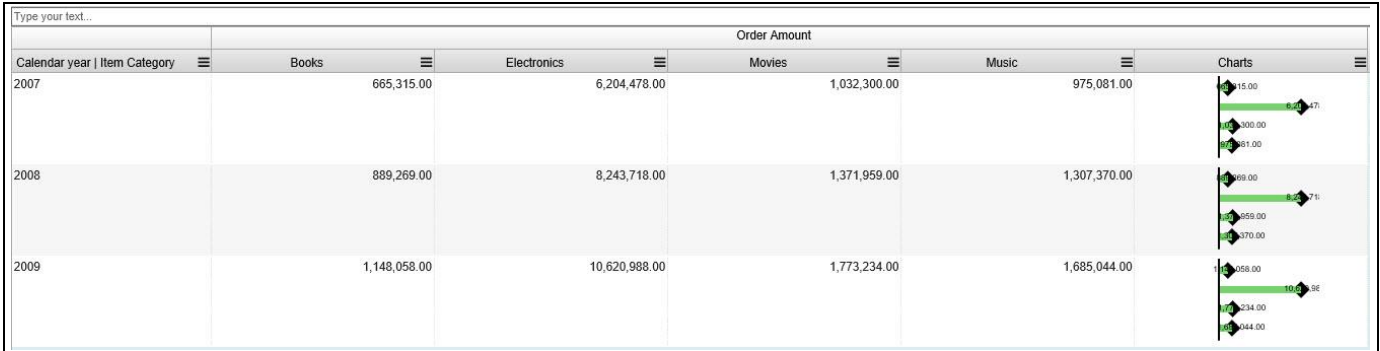 Type your text...
Order Amount
Calendar year | Item Category Books Electronics Movies Music Charts
2007 665,315.00 6,204,478.00 1,032,300.00 975,081.00
2008 889,269.00 8,243,718.00 1,371,959.00 1,307,370.00
2009 1,148,058.00 10,620,988.00 1,773,234.00 1,685,044.00